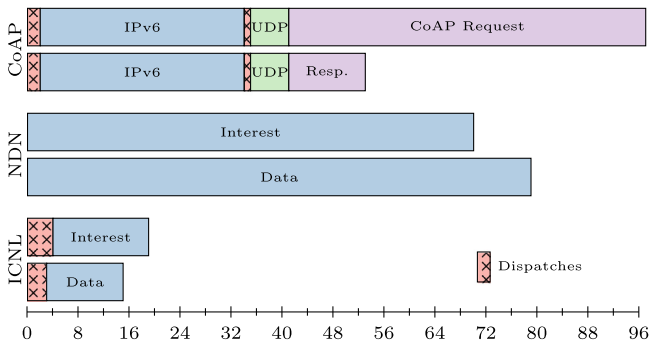 CoAP
IPv6 UDP CoAP Request
IPv6 UDP Resp.
NDN
Interest
Data
ICNL
Interest
Data
Dispatches
0 8 16 24 32 40 48 56 64 72 80 88 96